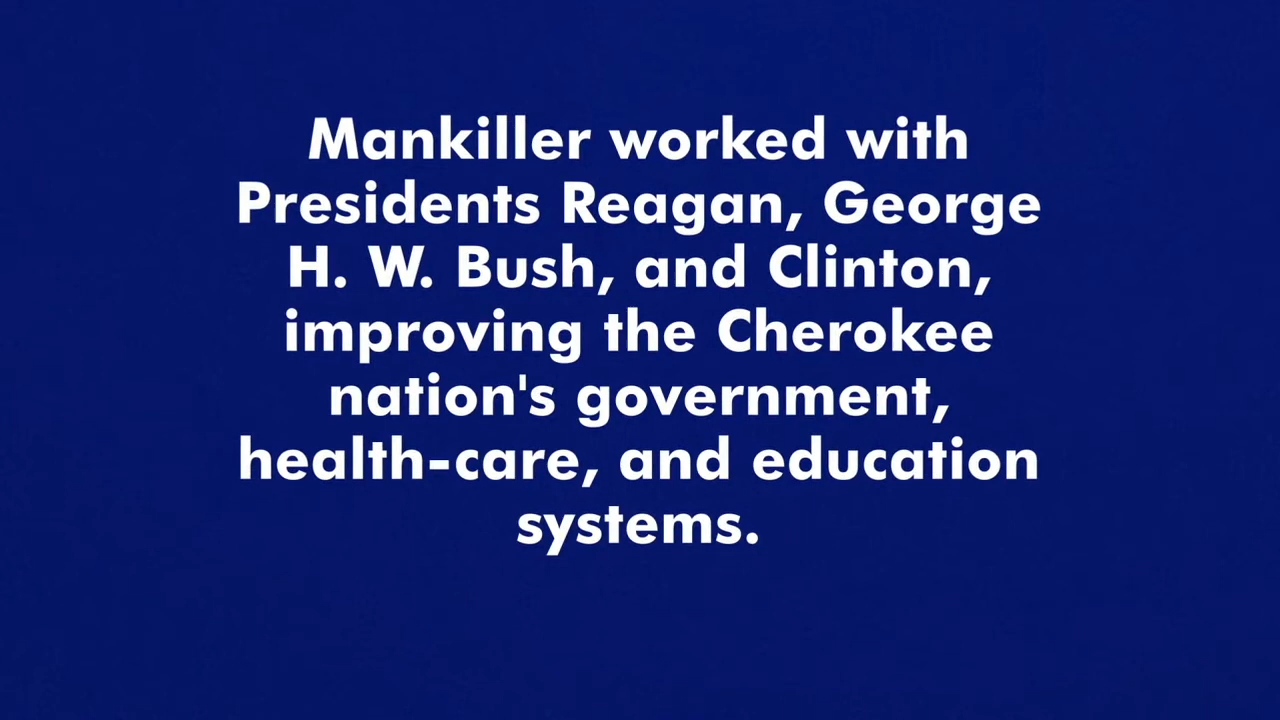 Mankiller worked with
Presidents Reagan, George
H. W. Bush, and Clinton,
improving the Cherokee
nation's government,
health-care, and education
systems.